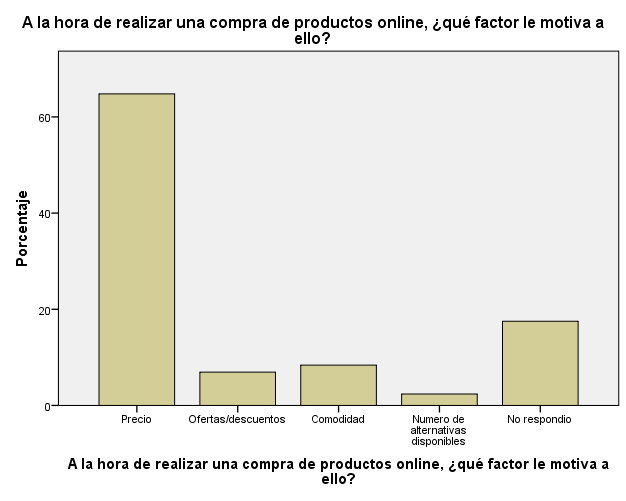 A la hora de realizar una compra de productos online, ¿qué factor le motiva a
ello?
Porcentaje
60
40
20
0
Precio
Ofertas/descuentos
Comodidad
Numero de
alternativas
disponibles
No respondio
A la hora de realizar una compra de productos online, ¿qué factor le motiva a
ello?